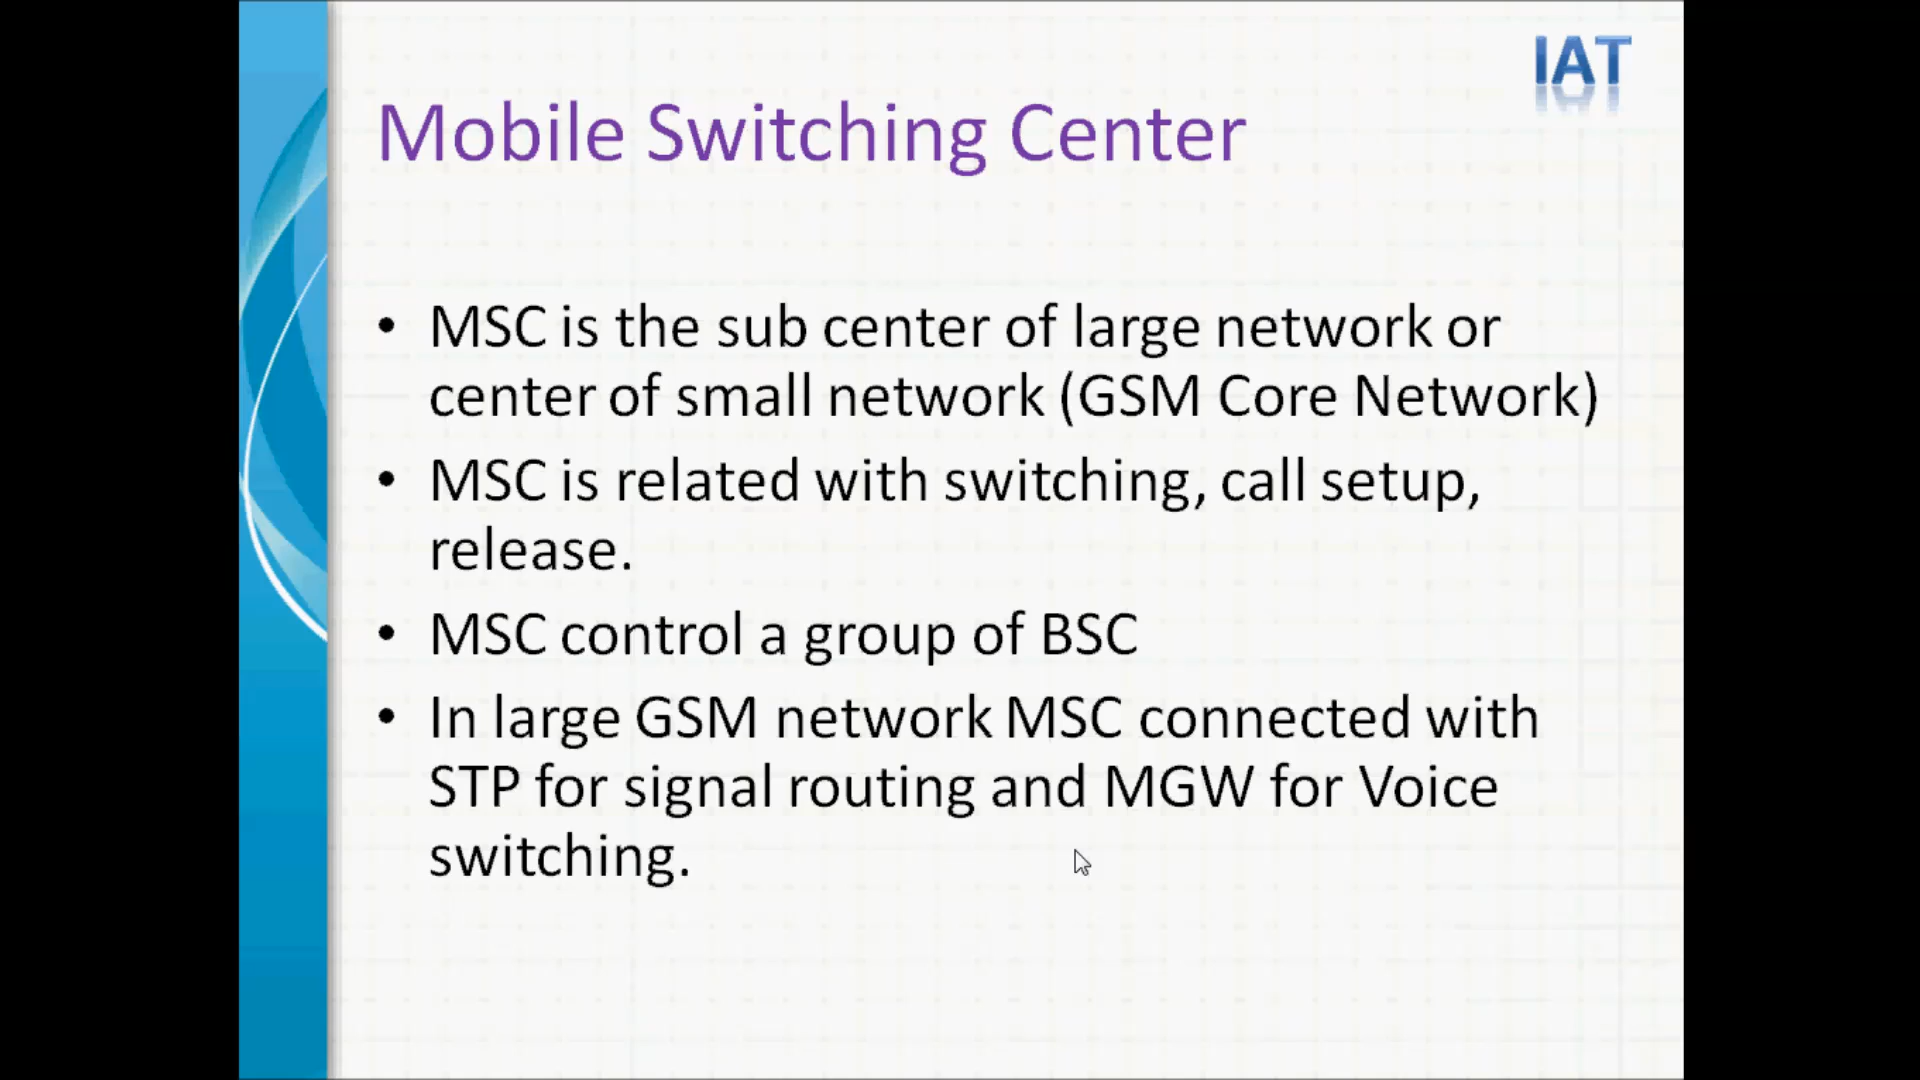 IAT
Mobile Switching Center
• MSC is the sub center of large network or
center of small network (GSM Core Network)
• MSC is related with switching, call setup,
release.
• MSC control a group of BSC
• In large GSM network MSC connected with
STP for signal routing and MGW for Voice
switching.